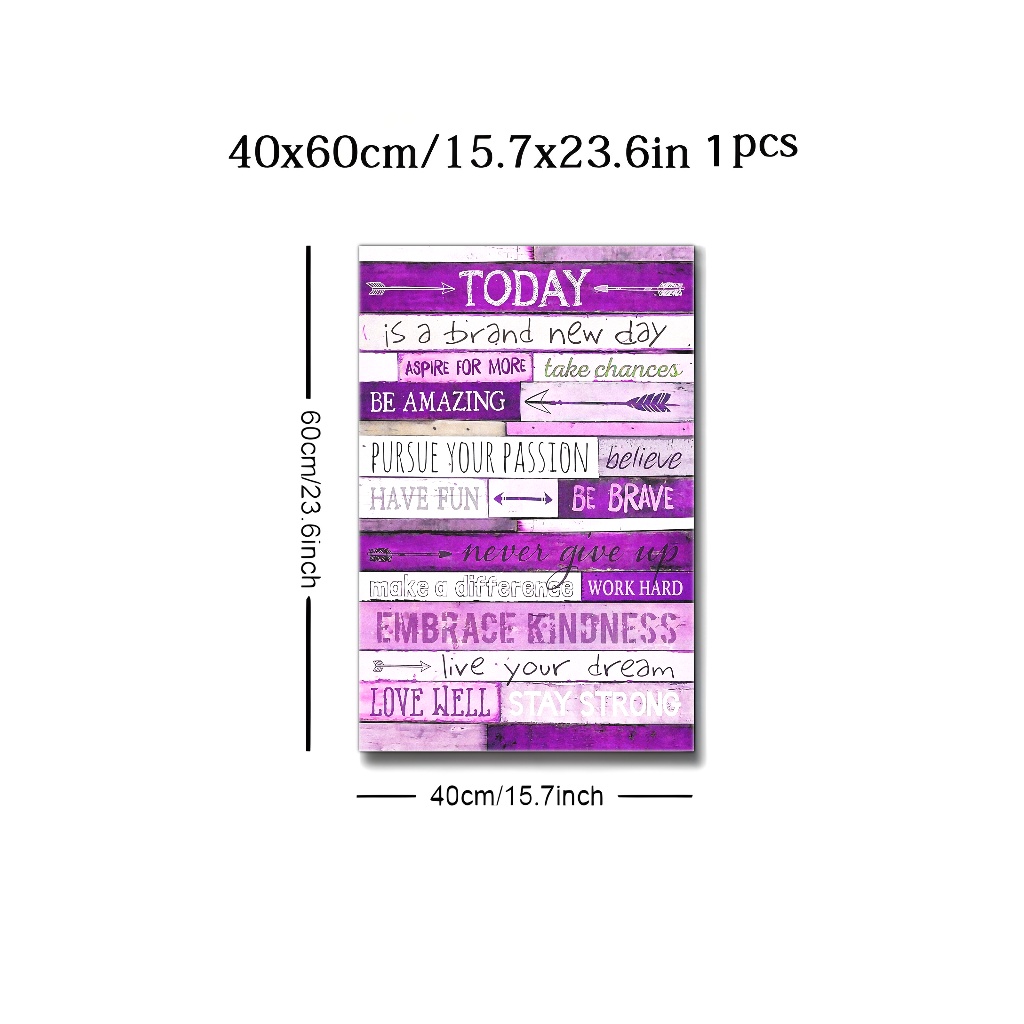 40x60cm/15.7x23.6in 1pcs
TODAY
is a brand new day
ASPIRE FOR MORE take chances
BE AMAZING
PURSUE YOUR PASSION believe
HAVE FUN BE BRAVE
never give up
make a difference WORK HARD
EMBRACE KINDNESS
live your dream
LOVE WELL STAY STRONG
60cm/23.6inch
40cm/15.7inch